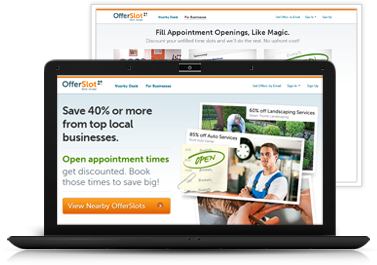 OfferSlot
Nearby Deals
For Businesses
Get Offers by Email
Sign In
Sign Up
Fill Appointment Openings, Like Magic.
Discount your unfilled time slots and we'll do the rest. No upfront cost!
OfferSlot
Nearby Deals
For Businesses
Get Offers by Email
Sign In
Sign Up
Save 40% or more
from top local
businesses.
Open appointment times
get discounted. Book
those times to save big!
View Nearby OfferSlots
60% off Landscaping Services
85% off Auto Services
OPEN